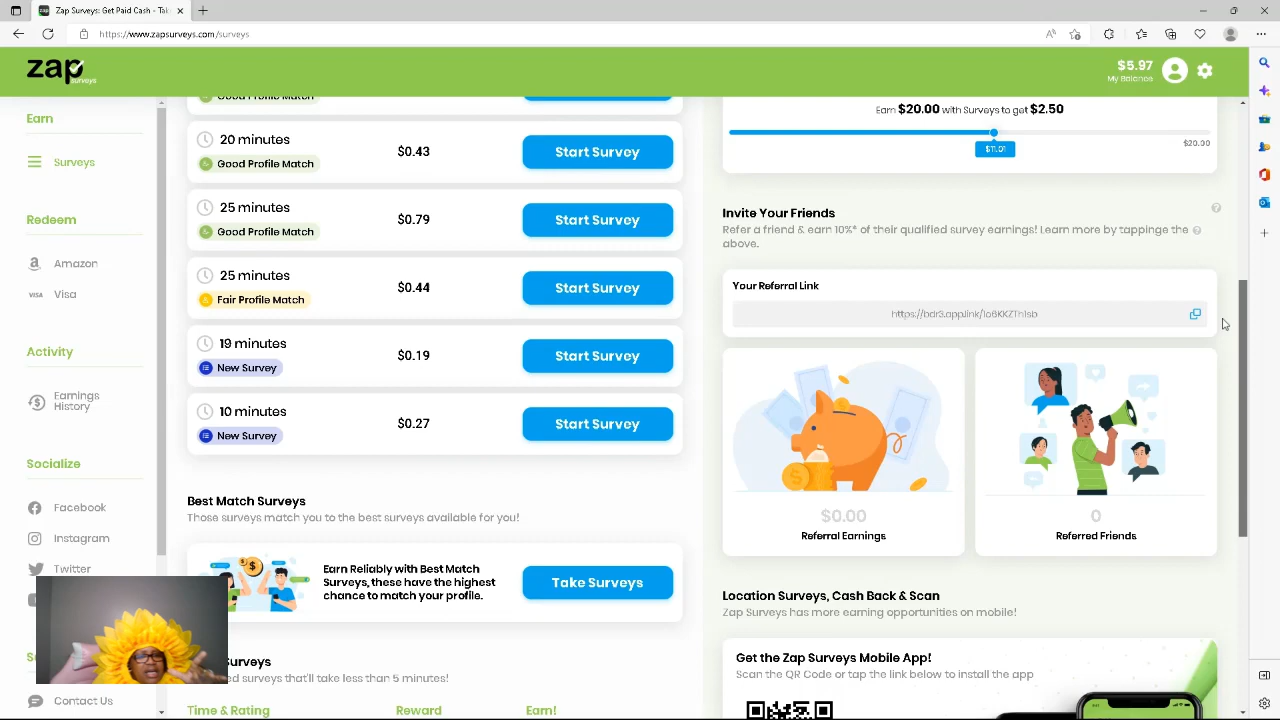 Zap Surveys - Get Paid Cash Tak
https://www.zapsurveys.com/surveys
zap
surveys
$5.97
My Balance
Earn
Surveys
Redeem
Amazon
VISA
Visa
Activity
Earnings
History
Socialize
Facebook
Instagram
Twitter
Contact Us
Good Profile Match
20 minutes
Good Profile Match
$0.43
Start Survey
25 minutes
Good Profile Match
$0.79
Start Survey
25 minutes
Fair Profile Match
$0.44
Start Survey
19 minutes
New Survey
$0.19
Start Survey
10 minutes
New Survey
$0.27
Start Survey
Best Match Surveys
Those surveys match you to the best surveys available for you!
Earn Reliably with Best Match
Surveys, these have the highest
chance to match your profile.
Take Surveys
Surveys
surveys that'll take less than 5 minutes!
Time & Rating
Reward
Earn!
Earn $20.00 with Surveys to get $2.50
$11.01
$20.00
Invite Your Friends
Refer a friend & earn 10%* of their qualified survey earnings! Learn more by tappinge the
above.
Your Referral Link
$0.00
Referral Earnings
0
Referred Friends
Location Surveys, Cash Back & Scan
Zap Surveys has more earning opportunities on mobile!
Get the Zap Surveys Mobile App!
Scan the QR Code or tap the link below to install the app